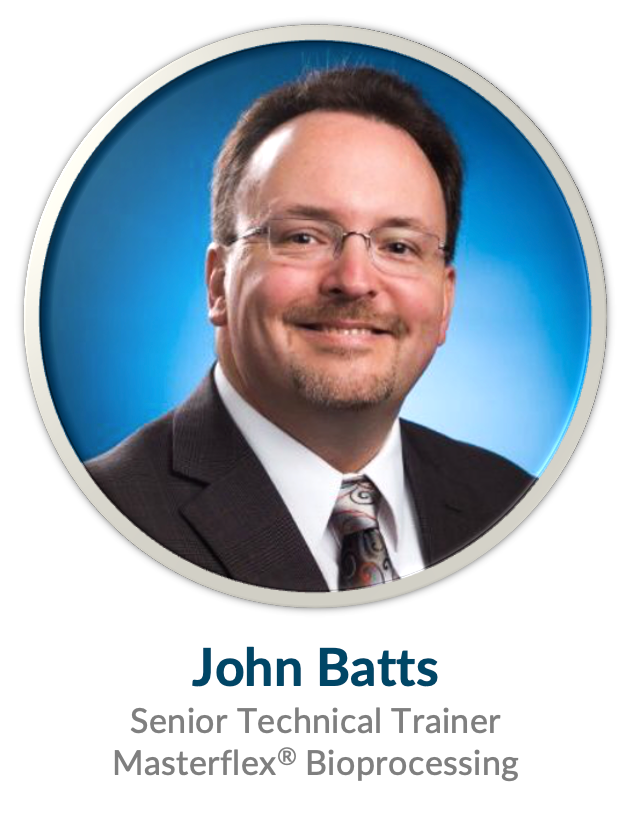 John Batts
Senior Technical Trainer
Masterflex® Bioprocessing